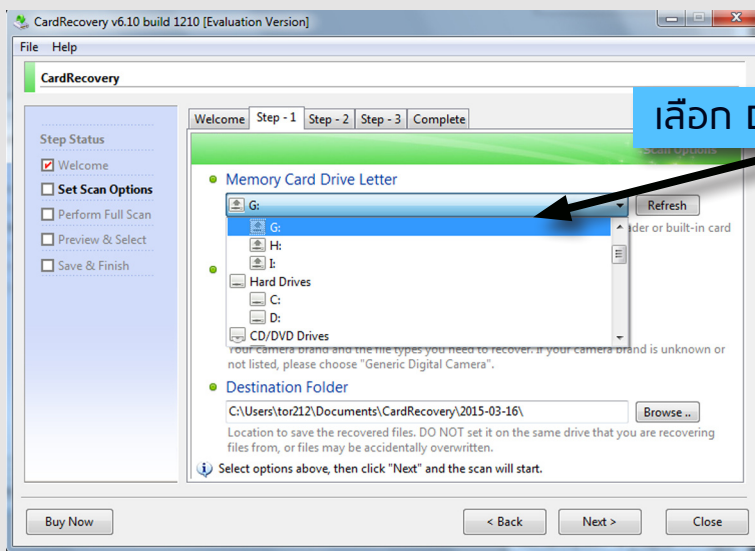 CardRecovery v6.10 build 1210 [Evaluation Version]
File Help
CardRecovery
Welcome Step - 1 Step - 2 Step - 3 Complete
เลือก D
Scan Options
Step Status
Welcome
Set Scan Options
Perform Full Scan
Preview & Select
Save & Finish
Memory Card Drive Letter
G:
Refresh
G:
H:
I:
Hard Drives
C:
D:
CD/DVD Drives
der or built-in card
Your camera brand and the file types you need to recover. If your camera brand is unknown or
not listed, please choose "Generic Digital Camera".
Destination Folder
C:\Users\tor212\Documents\CardRecovery\2015-03-16\
Browse ..
Location to save the recovered files. DO NOT set it on the same drive that you are recovering
files from, or files may be accidentally overwritten.
Select options above, then click "Next" and the scan will start.
Buy Now
< Back
Next >
Close